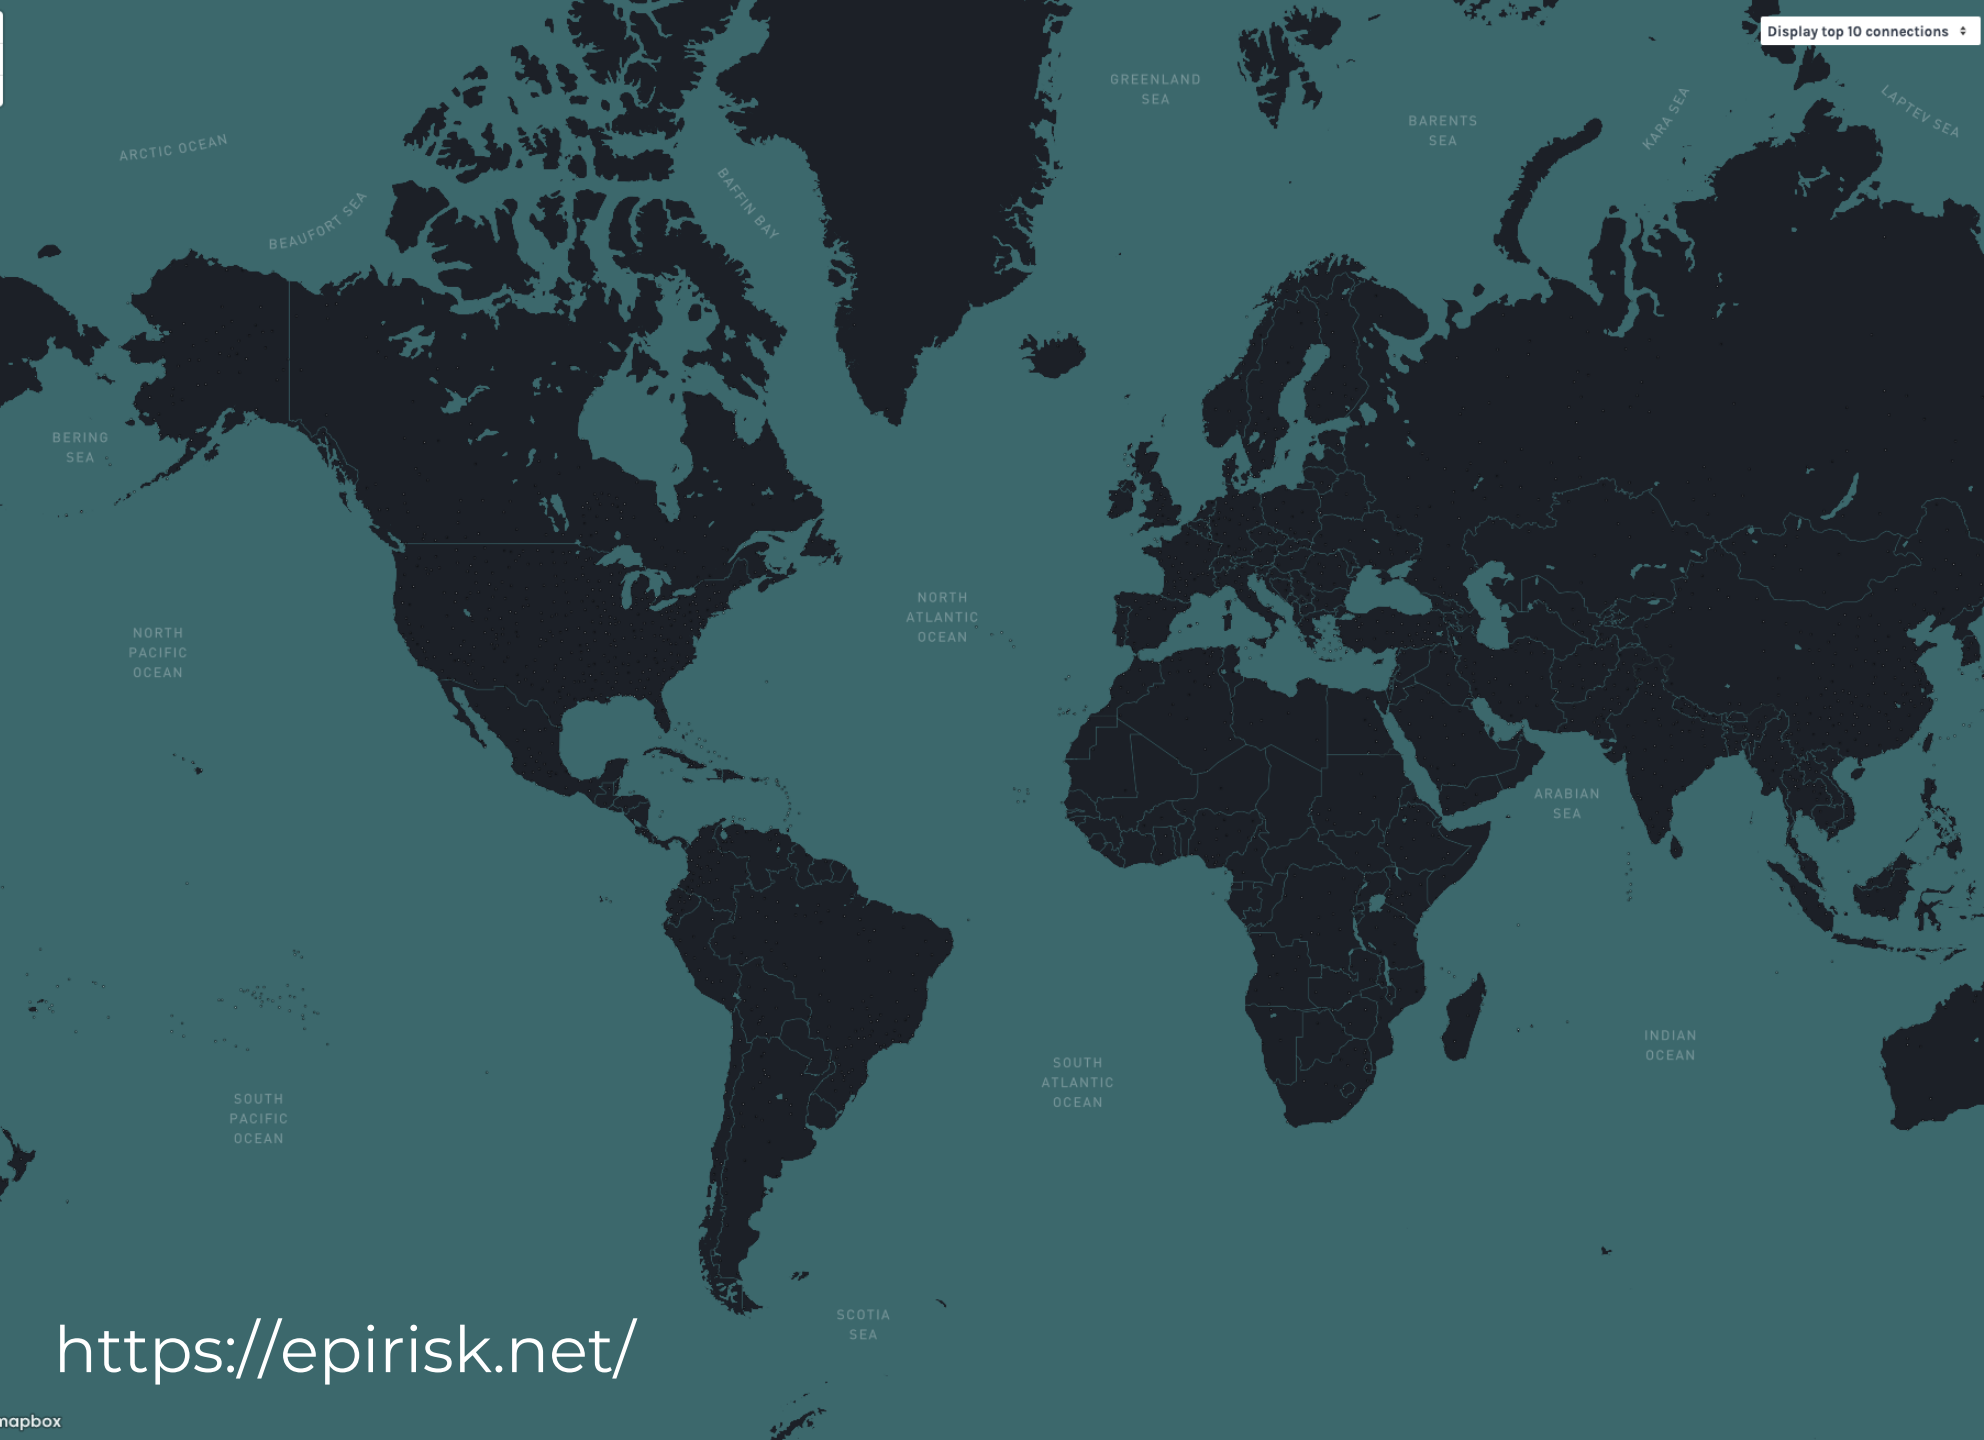 Display top 10 connections
GREENLAND
SEA
BARENTS
SEA
KARA SEA
LAPTEV SEA
ARCTIC OCEAN
BEAUFORT SEA
BAFFIN BAY
BERING
SEA
NORTH
PACIFIC
OCEAN
NORTH
ATLANTIC
OCEAN
ARABIAN
SEA
SOUTH
PACIFIC
OCEAN
SOUTH
ATLANTIC
OCEAN
INDIAN
OCEAN
SCOTIA
SEA
https://epirisk.net/
mapbox